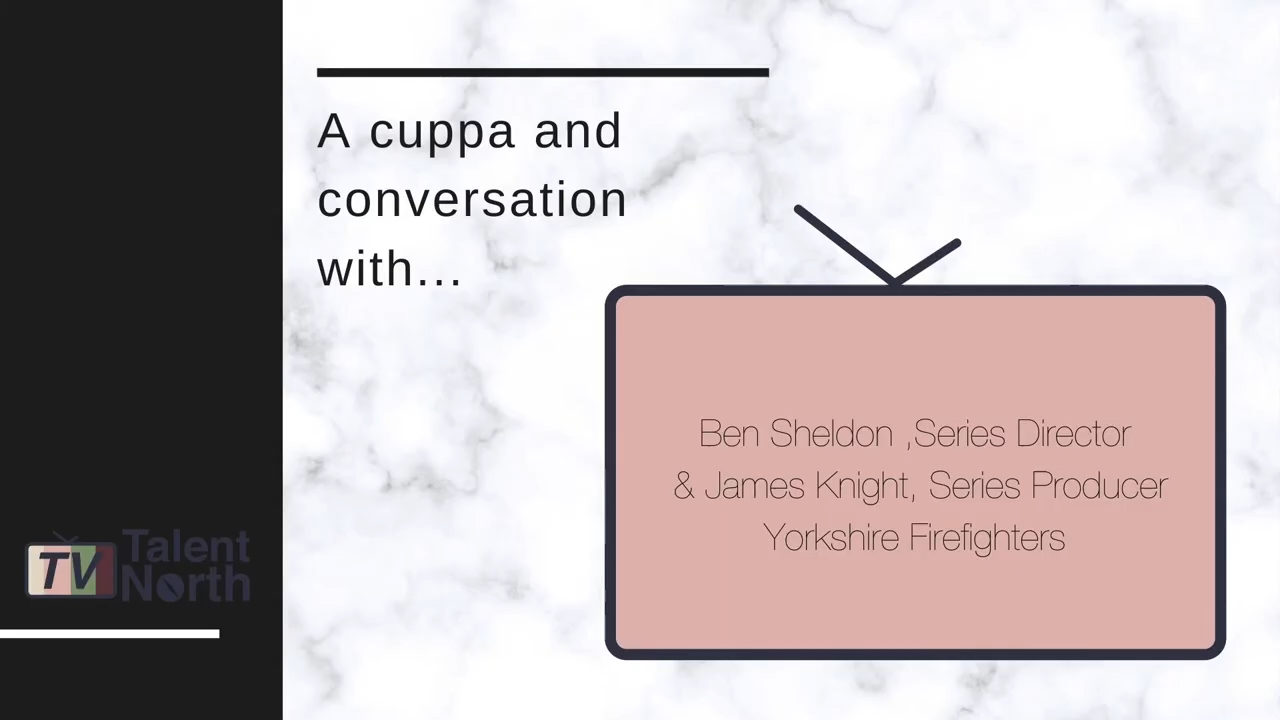 A cuppa and
conversation
with...
Ben Sheldon ,Series Director
& James Knight, Series Producer
Yorkshire Firefighters
TV Talent
North